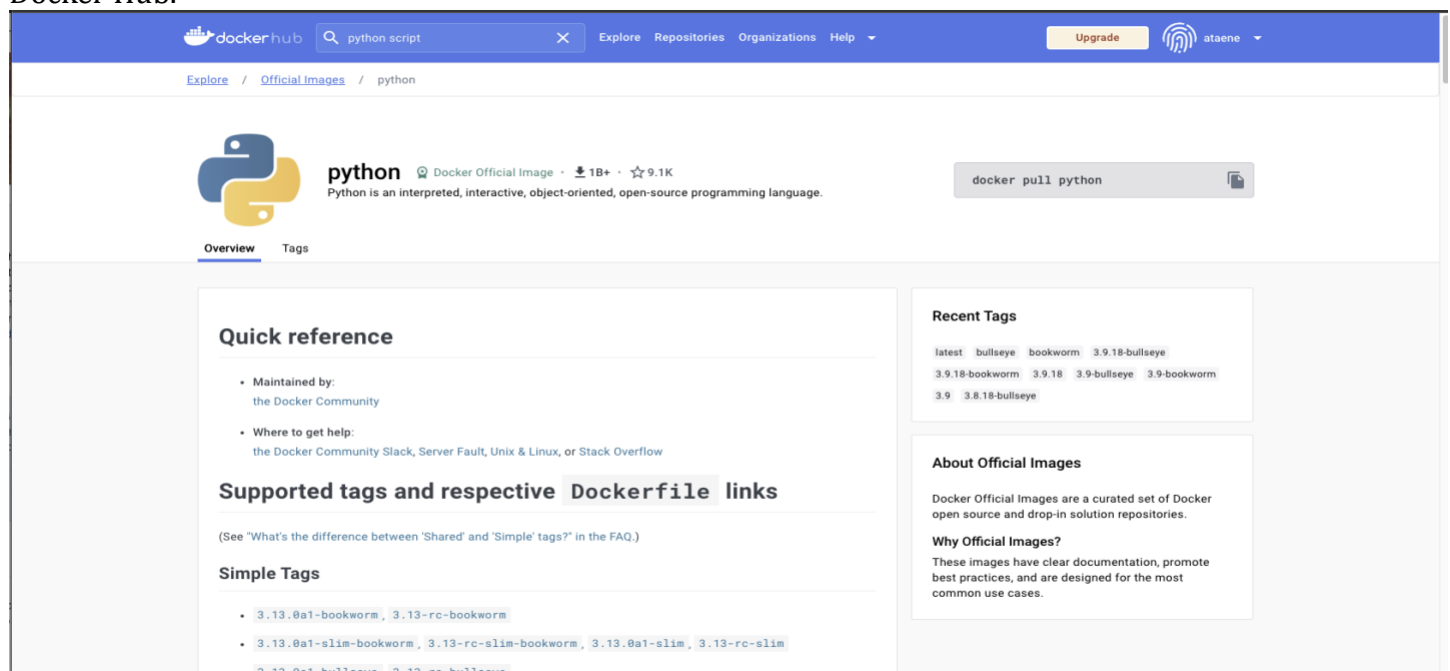 Docker Hub.
dockerhub
python script
Explore Repositories Organizations Help
Upgrade
ataene
Explore / Official Images / python
python Docker Official Image · 1B+ · 9.1K
Python is an interpreted, interactive, object-oriented, open-source programming language.
docker pull python
Overview Tags
Quick reference
• Maintained by:
the Docker Community
• Where to get help:
the Docker Community Slack, Server Fault, Unix & Linux, or Stack Overflow
Supported tags and respective Dockerfile links
(See "What's the difference between 'Shared' and 'Simple' tags?" in the FAQ.)
Simple Tags
• 3.13.0a1-bookworm, 3.13-rc-bookworm
• 3.13.0a1-slim-bookworm, 3.13-rc-slim-bookworm, 3.13.0a1-slim, 3.13-rc-slim
• 3.13.0a1-bullseye, 3.13-rc-bullseye
Recent Tags
latest bullseye bookworm 3.9.18-bullseye
3.9.18-bookworm 3.9.18 3.9-bullseye 3.9-bookworm
3.9 3.8.18-bullseye
About Official Images
Docker Official Images are a curated set of Docker
open source and drop-in solution repositories.
Why Official Images?
These images have clear documentation, promote
best practices, and are designed for the most
common use cases.